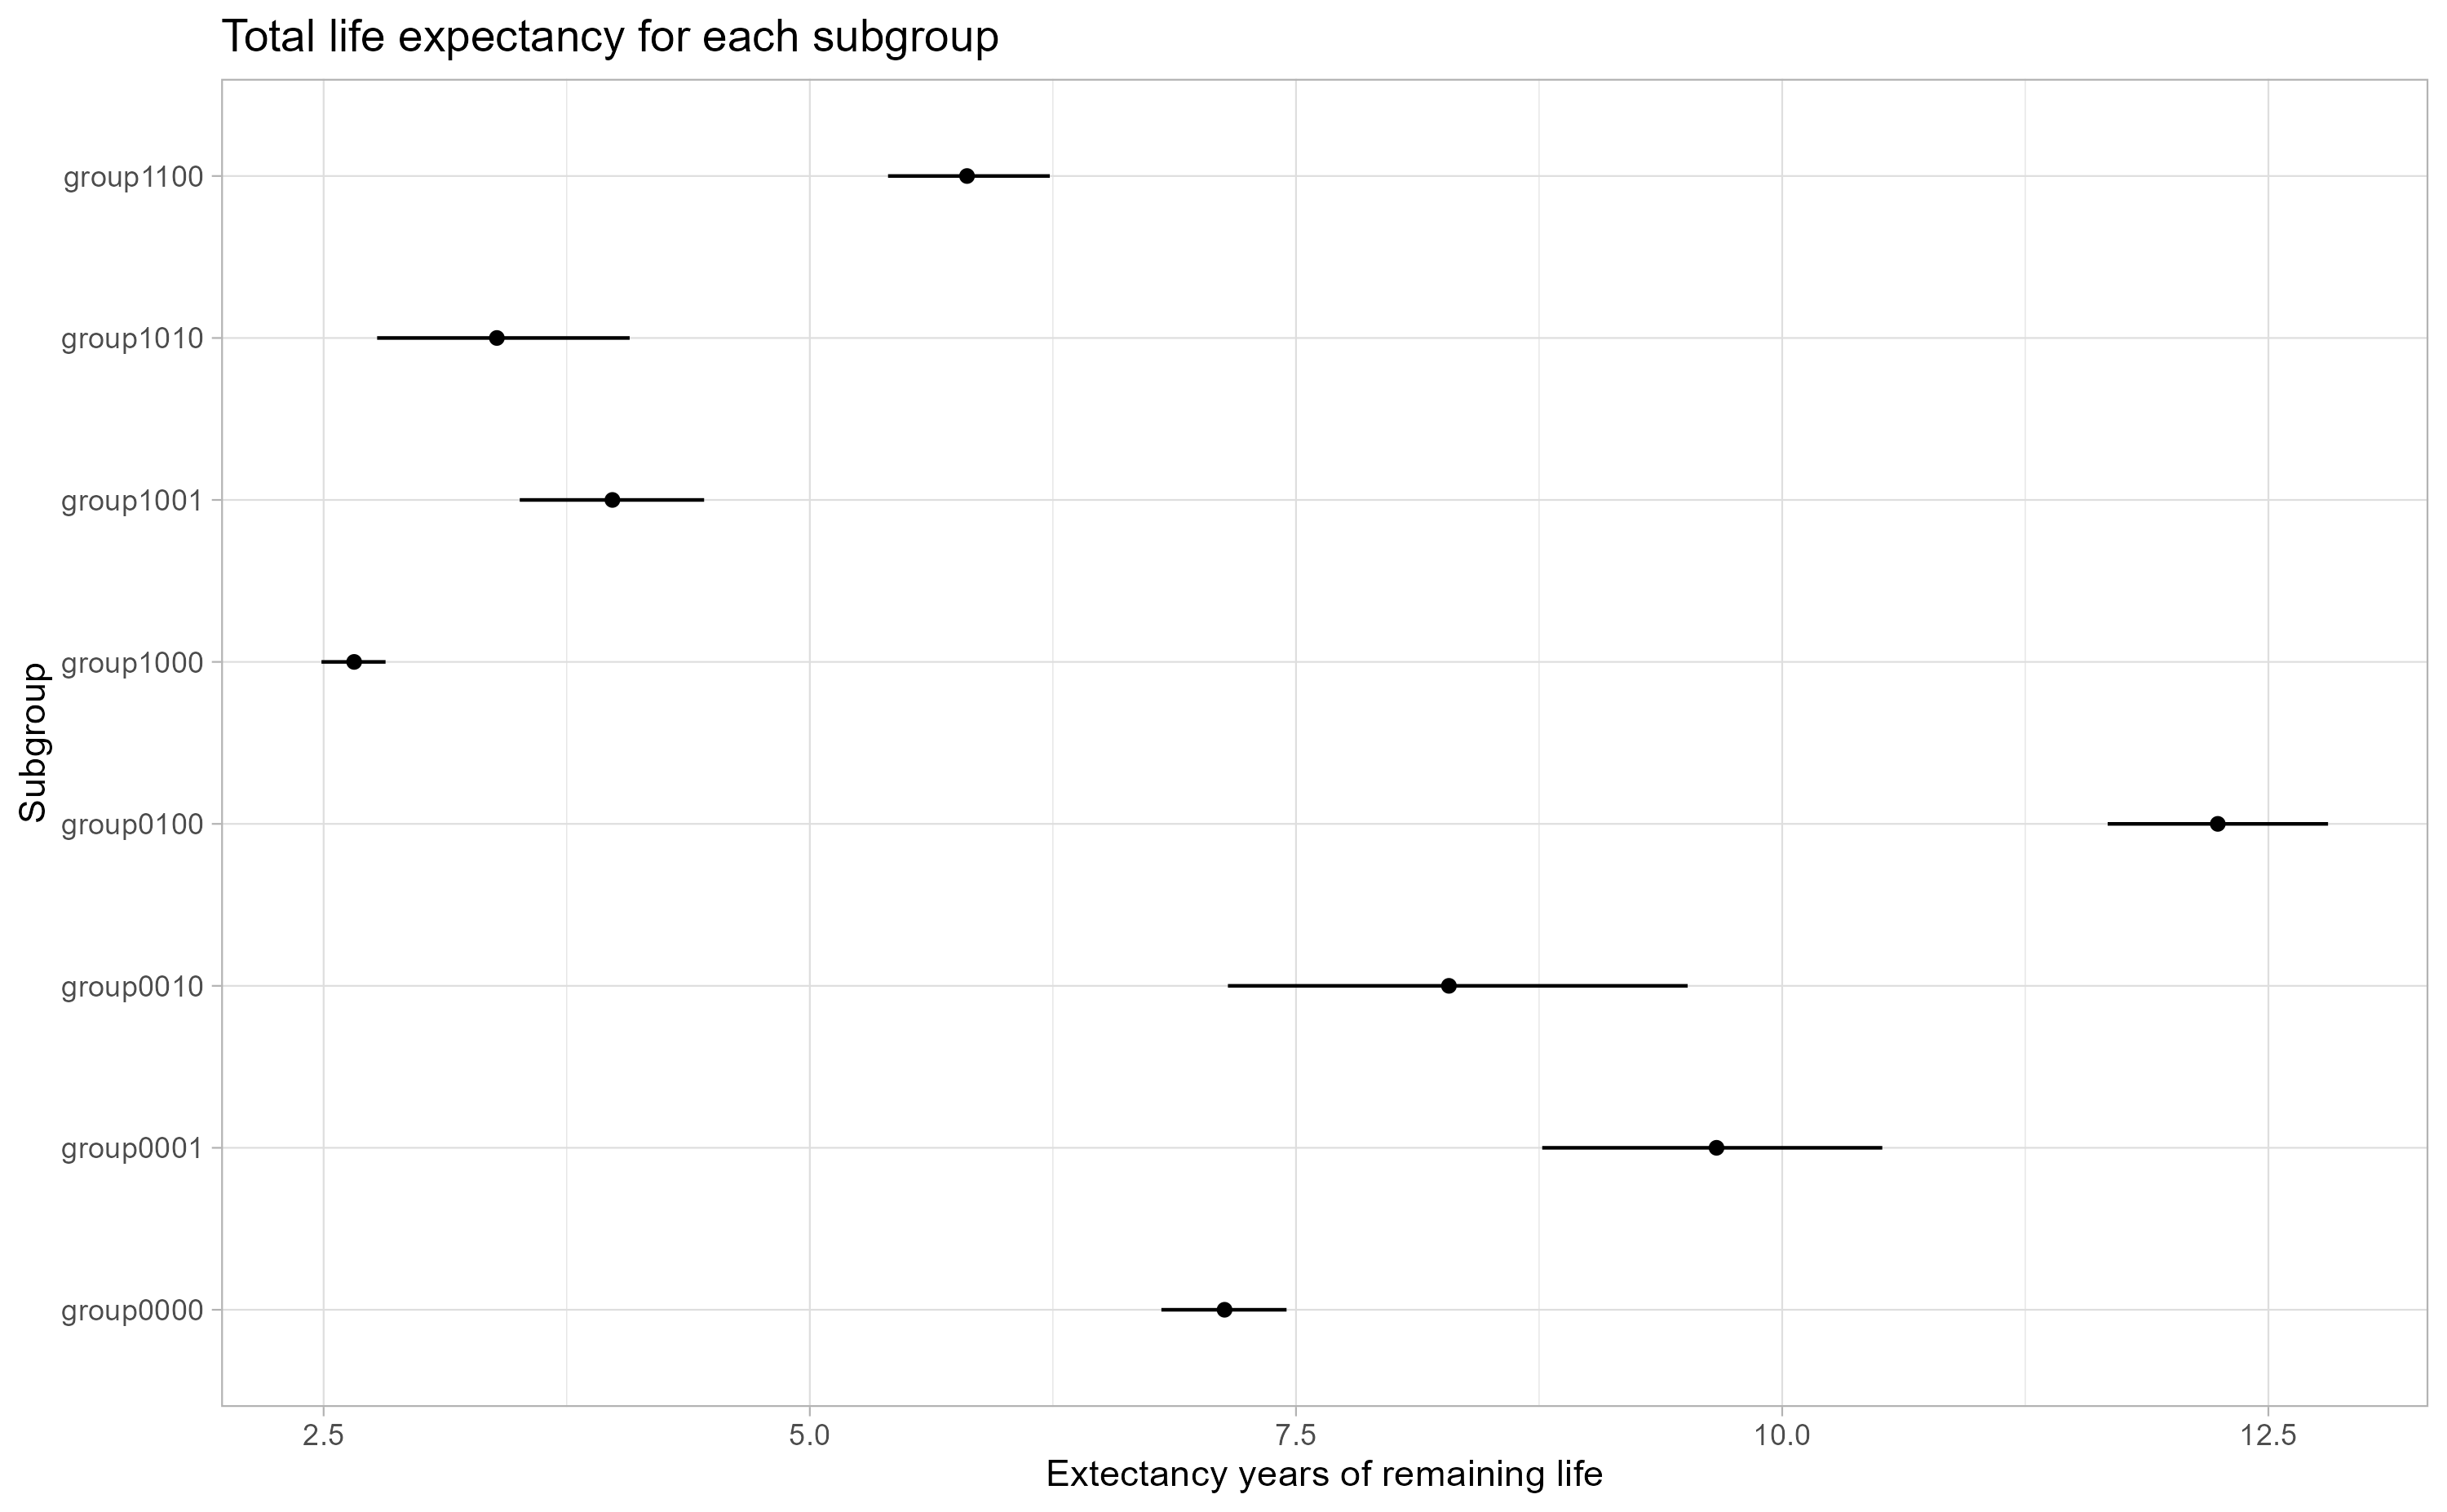 Total life expectancy for each subgroup
group1100
group1010
group1001
group1000
group0100
group0010
group0001
group0000
Subgroup
2.5 5.0 7.5 10.0 12.5
Extectancy years of remaining life